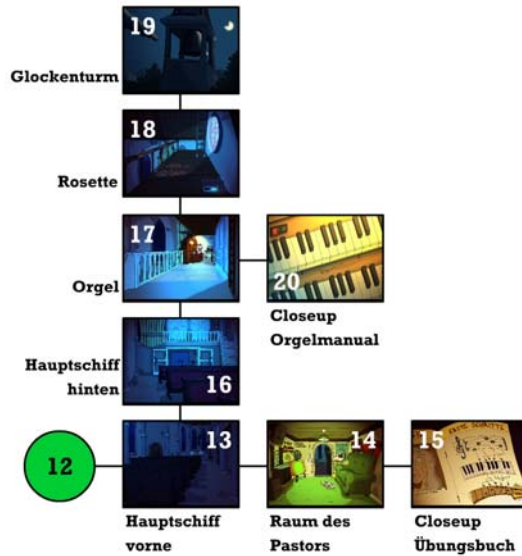 19
Glockenturm
18
Rosette
17
Orgel
20
Closeup
Orgelmanual
Hauptschiff
hinten
16
12
13
14
15
Hauptschiff
vorne
Raum des
Pastors
Closeup
Übungsbuch